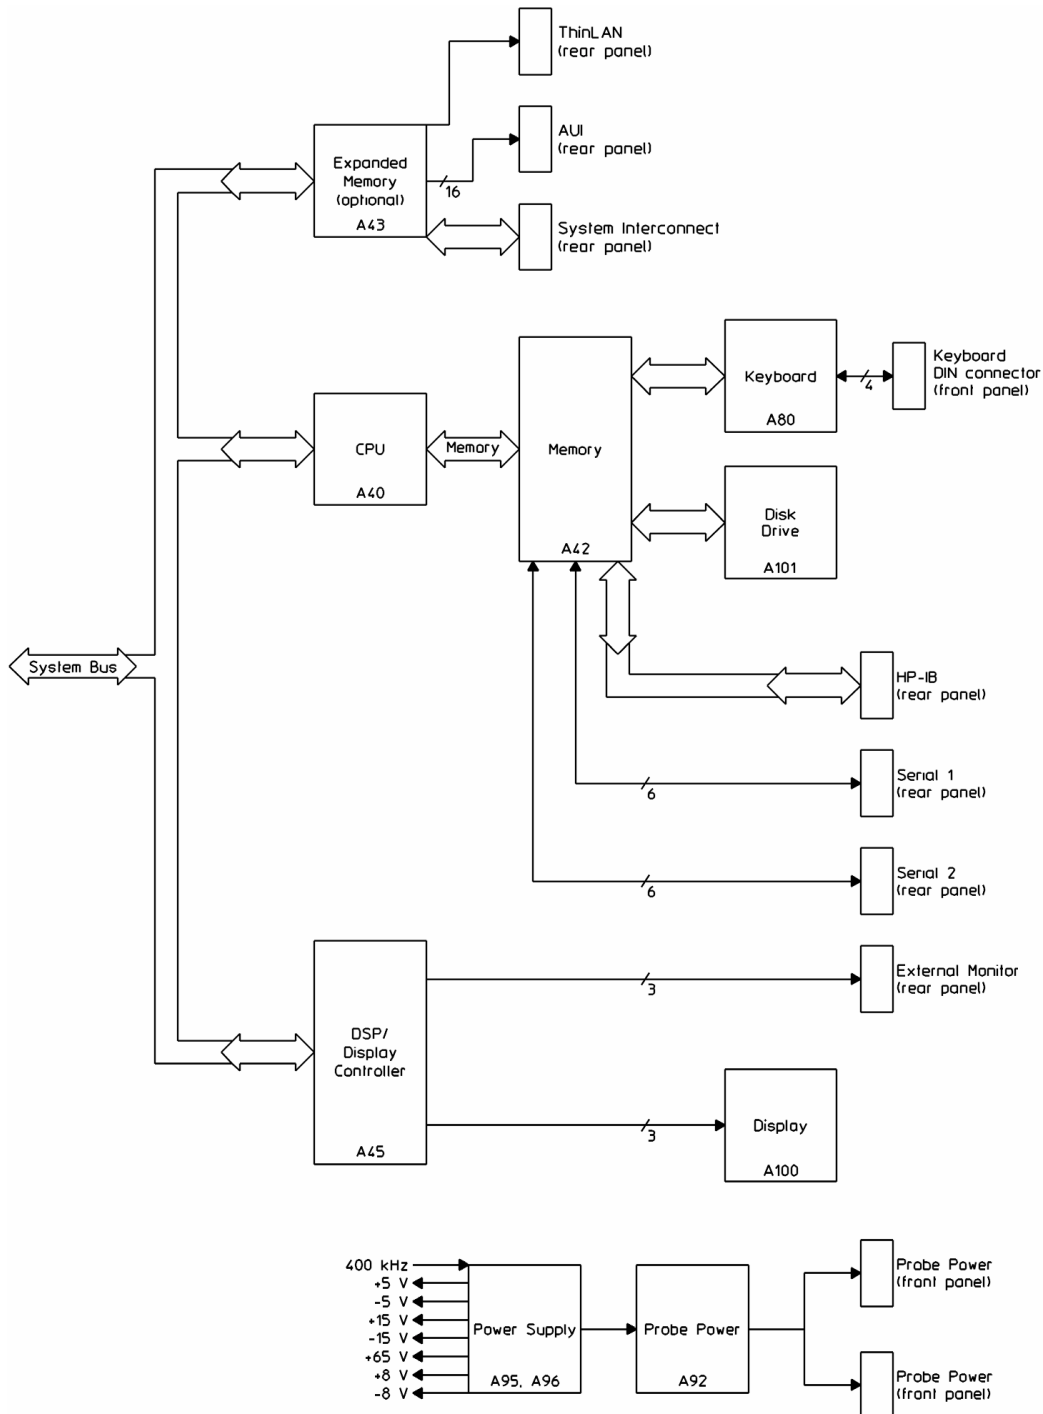 ThinLAN
(rear panel)
AUI
(rear panel)
Expanded
Memory
(optional)
A43
16
System Interconnect
(rear panel)
Keyboard
A80
4
Keyboard
DIN connector
(front panel)
CPU
A40
Memory
Memory
A42
Disk
Drive
A101
System Bus
HP-IB
(rear panel)
6
Serial 1
(rear panel)
6
Serial 2
(rear panel)
3
External Monitor
(rear panel)
DSP/
Display
Controller
A45
3
Display
A100
400 kHz
+5 V
-5 V
+15 V
-15 V
+65 V
+8 V
-8 V
Power Supply
A95, A96
Probe Power
A92
Probe Power
(front panel)
Probe Power
(front panel)